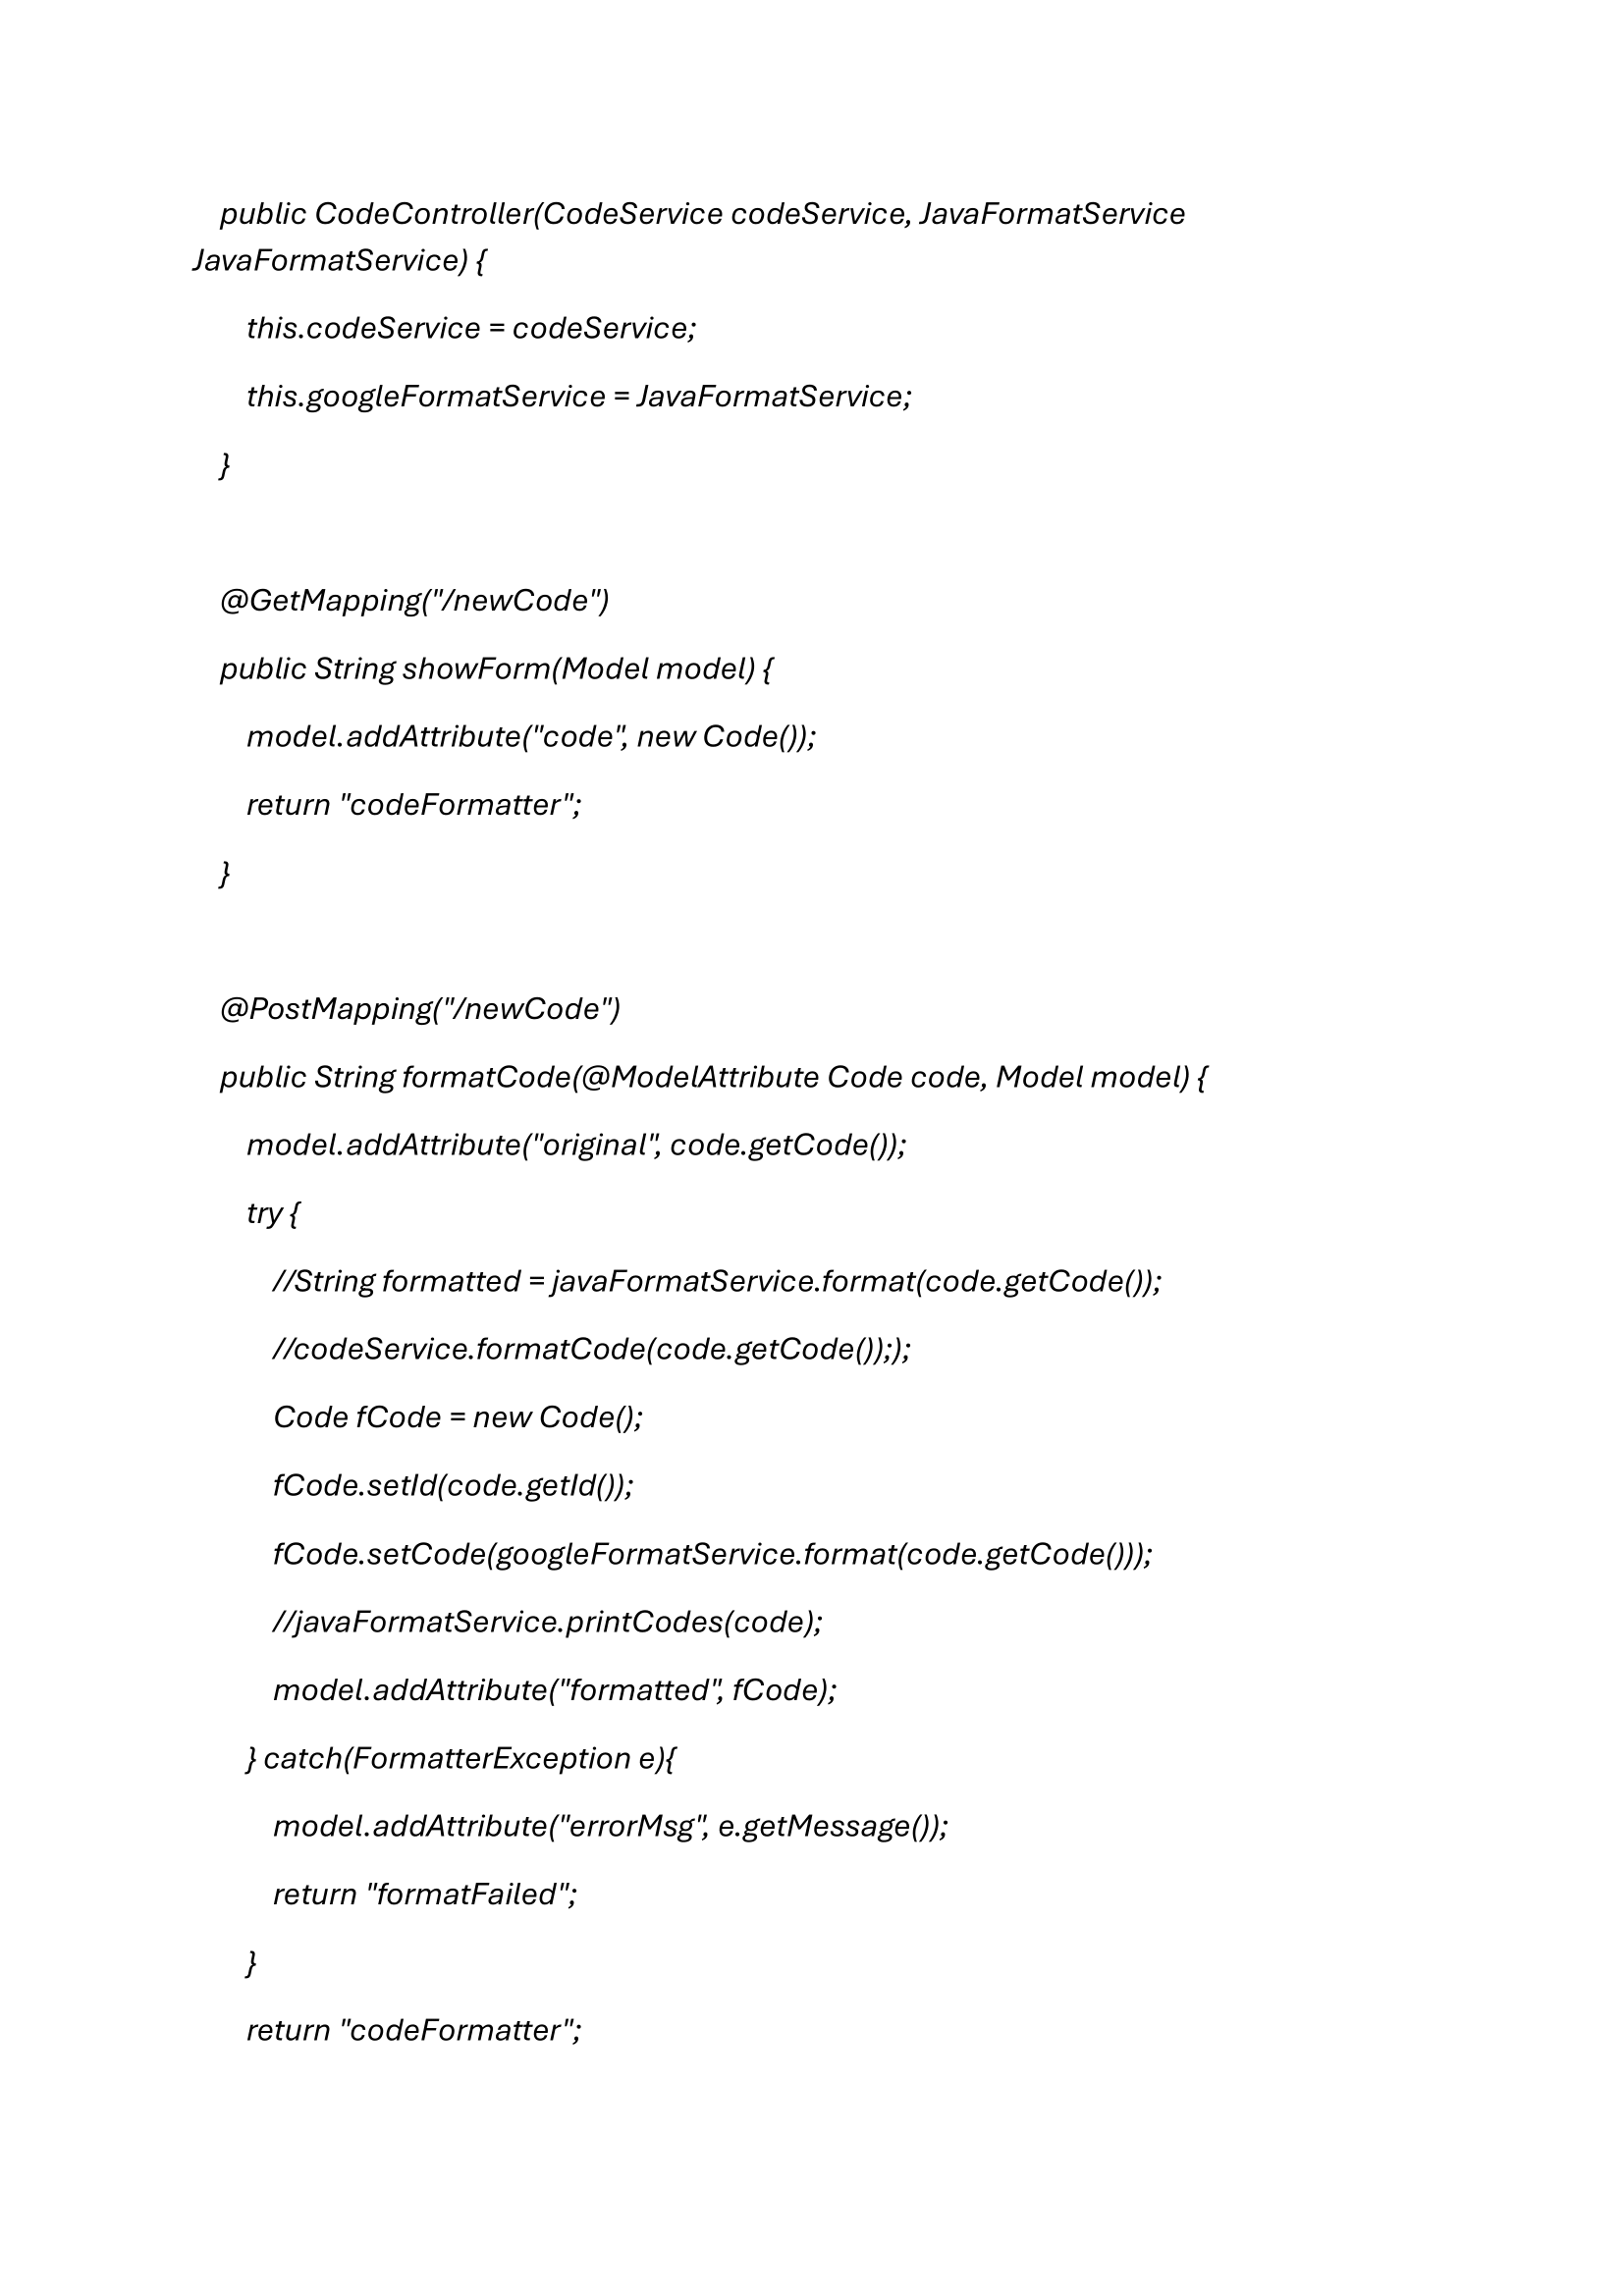 public CodeController(CodeService codeService, JavaFormatService
JavaFormatService) {
this.codeService = codeService;
this.googleFormatService = JavaFormatService;
}
@GetMapping("/newCode")
public String showForm(Model model) {
model.addAttribute("code", new Code());
return "codeFormatter";
}
@PostMapping("/newCode")
public String formatCode(@ModelAttribute Code code, Model model) {
model.addAttribute("original", code.getCode());
try {
//String formatted = javaFormatService.format(code.getCode());
//codeService.formatCode(code.getCode()););
Code fCode = new Code();
fCode.setId(code.getId());
fCode.setCode(googleFormatService.format(code.getCode()));
//javaFormatService.printCodes(code);
model.addAttribute("formatted", fCode);
} catch(FormatterException e){
model.addAttribute("errorMsg", e.getMessage());
return "formatFailed";
}
return "codeFormatter";